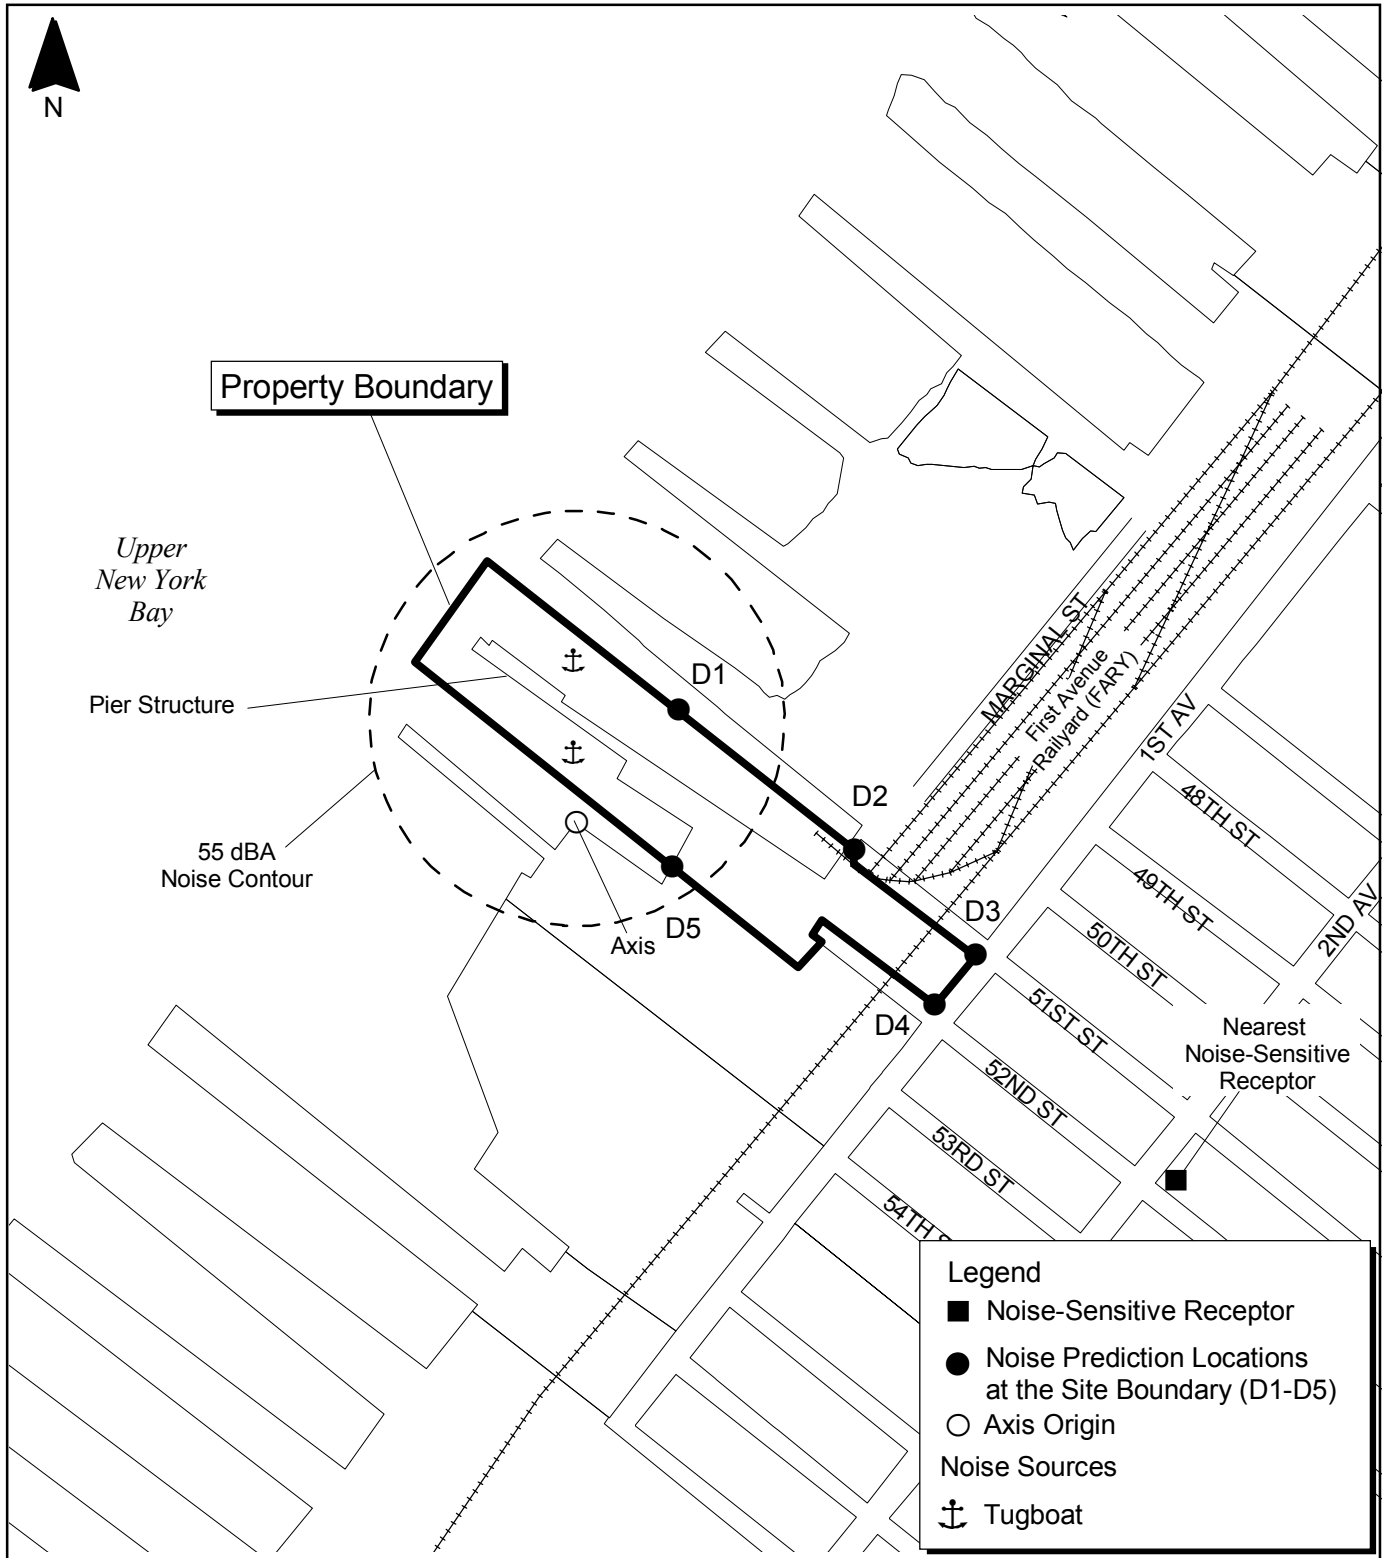 N
Property Boundary
Upper
New York
Bay
D1
Pier Structure
D2
MARGINAL ST
First Avenue
Railyard (FARY)
1ST AV
48TH ST
49TH ST
2ND AV
55 dBA
Noise Contour
D5
Axis
D3
50TH ST
51ST ST
D4
Nearest
Noise-Sensitive
Receptor
52ND ST
53RD ST
54TH S
Legend
Noise-Sensitive Receptor
Noise Prediction Locations
at the Site Boundary (D1-D5)
Axis Origin
Noise Sources
Tugboat